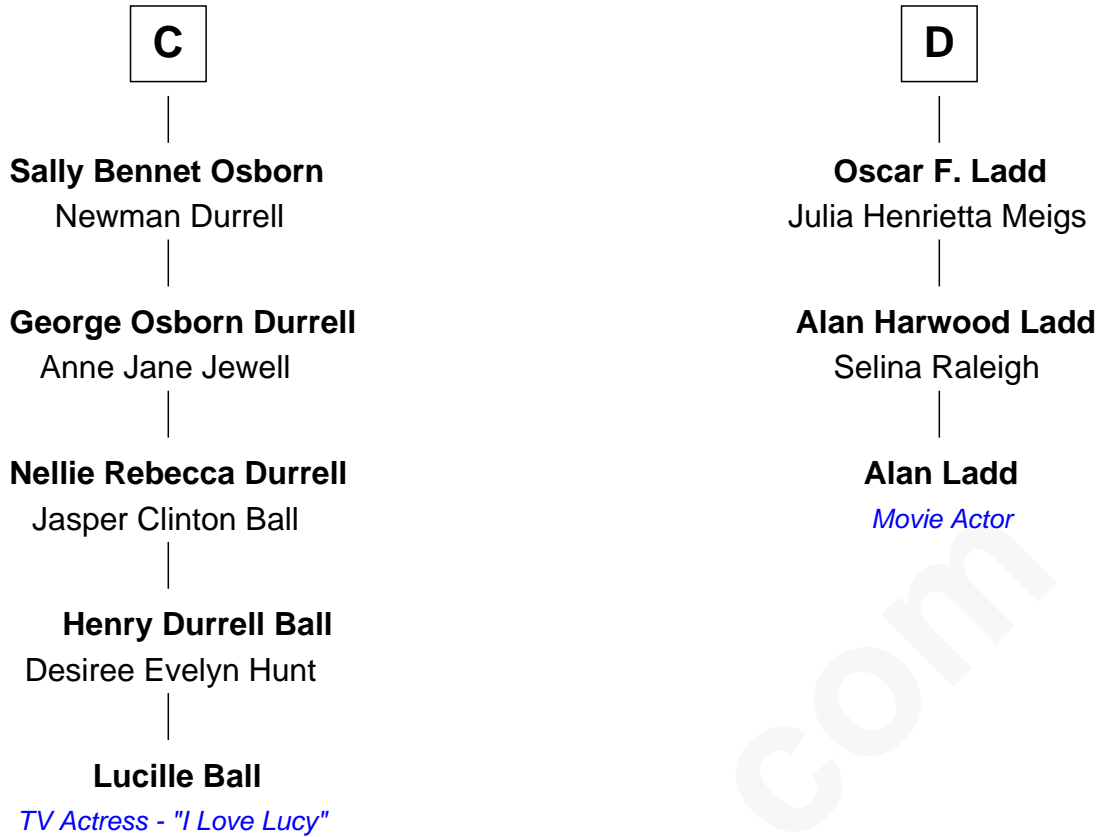 C
Sally Bennet Osborn
Newman Durrell
George Osborn Durrell
Anne Jane Jewell
Nellie Rebecca Durrell
Jasper Clinton Ball
Henry Durrell Ball
Desiree Evelyn Hunt
Lucille Ball
TV Actress - "I Love Lucy"
D
Oscar F. Ladd
Julia Henrietta Meigs
Alan Harwood Ladd
Selina Raleigh
Alan Ladd
Movie Actor
com